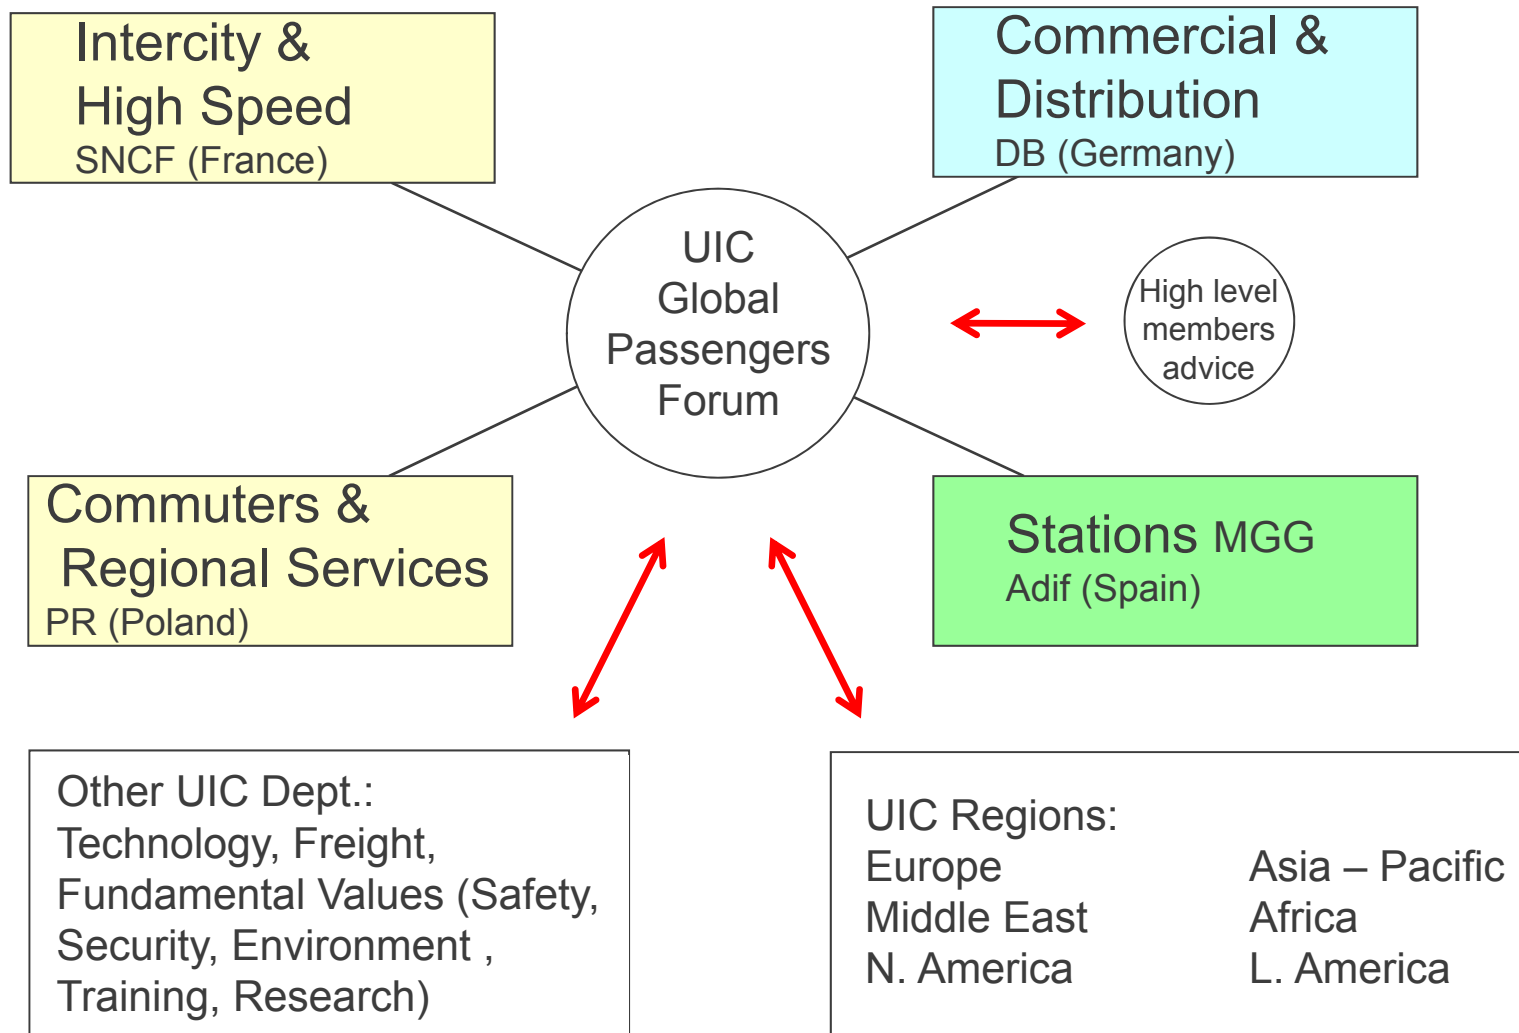 Intercity &
High Speed
SNCF (France)
Commercial &
Distribution
DB (Germany)
UIC
Global
Passengers
Forum
High level
members
advice
Commuters &
Regional Services
PR (Poland)
Stations MGG
Adif (Spain)
Other UIC Dept.:
Technology, Freight,
Fundamental Values (Safety,
Security, Environment ,
Training, Research)
UIC Regions:
Europe Asia – Pacific
Middle East Africa
N. America L. America